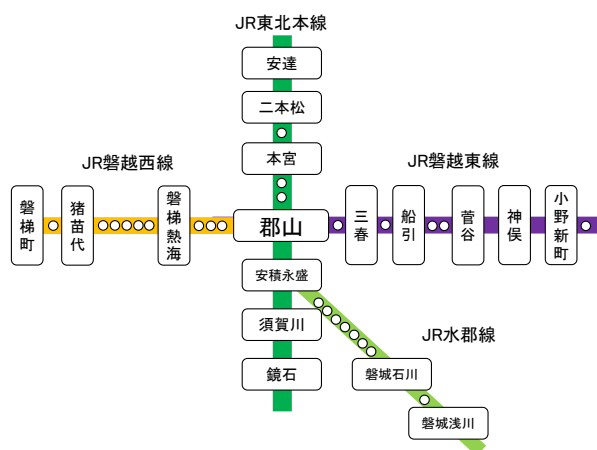 JR東北本線
安達
二本松
本宮
JR磐越西線
JR磐越東線
磐梯町
猪苗代
磐梯熱海
郡山
三春
船引
菅谷
神俣
小野新町
安積永盛
須賀川
JR水郡線
鏡石
磐城石川
磐城浅川